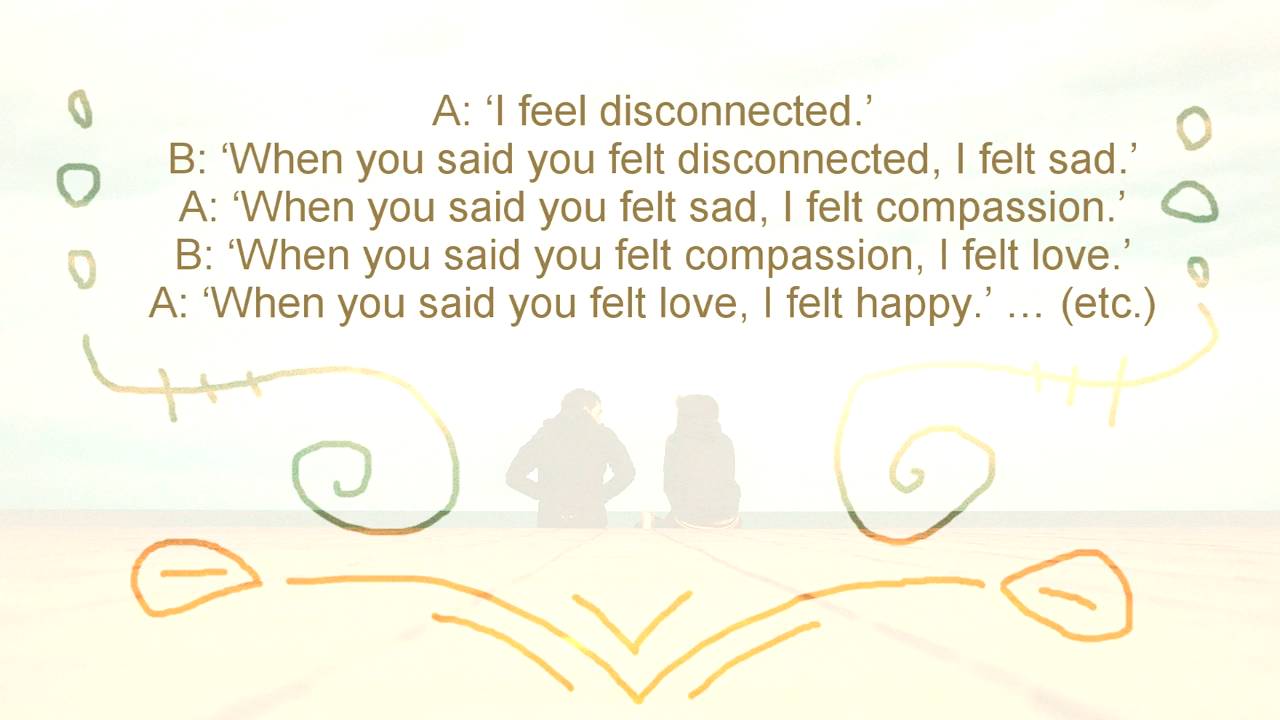 A: ‘I feel disconnected.’
B: ‘When you said you felt disconnected, I felt sad.’
A: ‘When you said you felt sad, I felt compassion.’
B: ‘When you said you felt compassion, I felt love.’
A: ‘When you said you felt love, I felt happy.’ … (etc.)